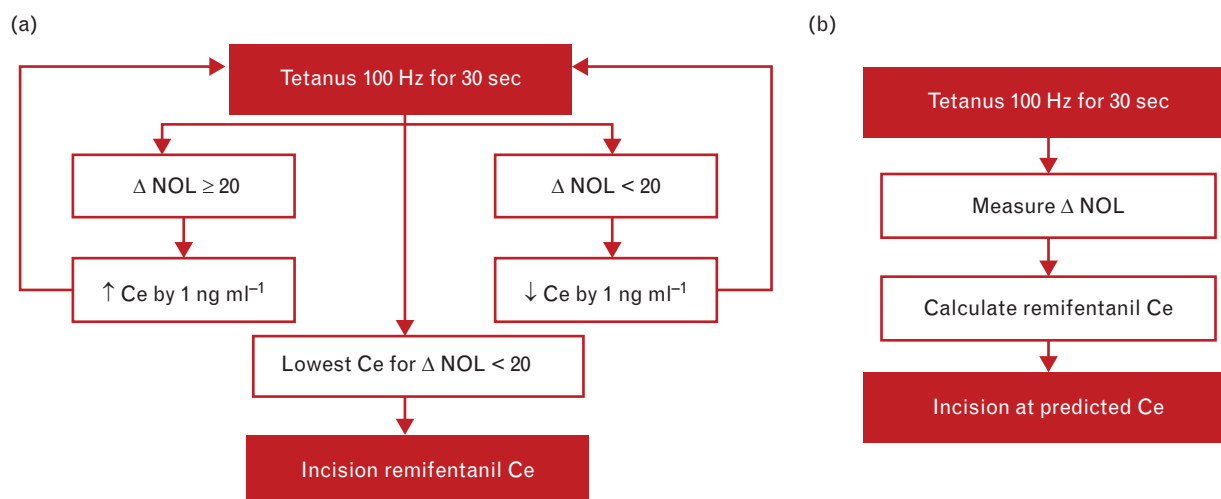 (a)
Tetanus 100 Hz for 30 sec
Δ NOL ≥ 20
Δ NOL < 20
↑ Ce by 1 ng ml⁻¹
↓ Ce by 1 ng ml⁻¹
Lowest Ce for Δ NOL < 20
Incision remifentanil Ce
(b)
Tetanus 100 Hz for 30 sec
Measure Δ NOL
Calculate remifentanil Ce
Incision at predicted Ce